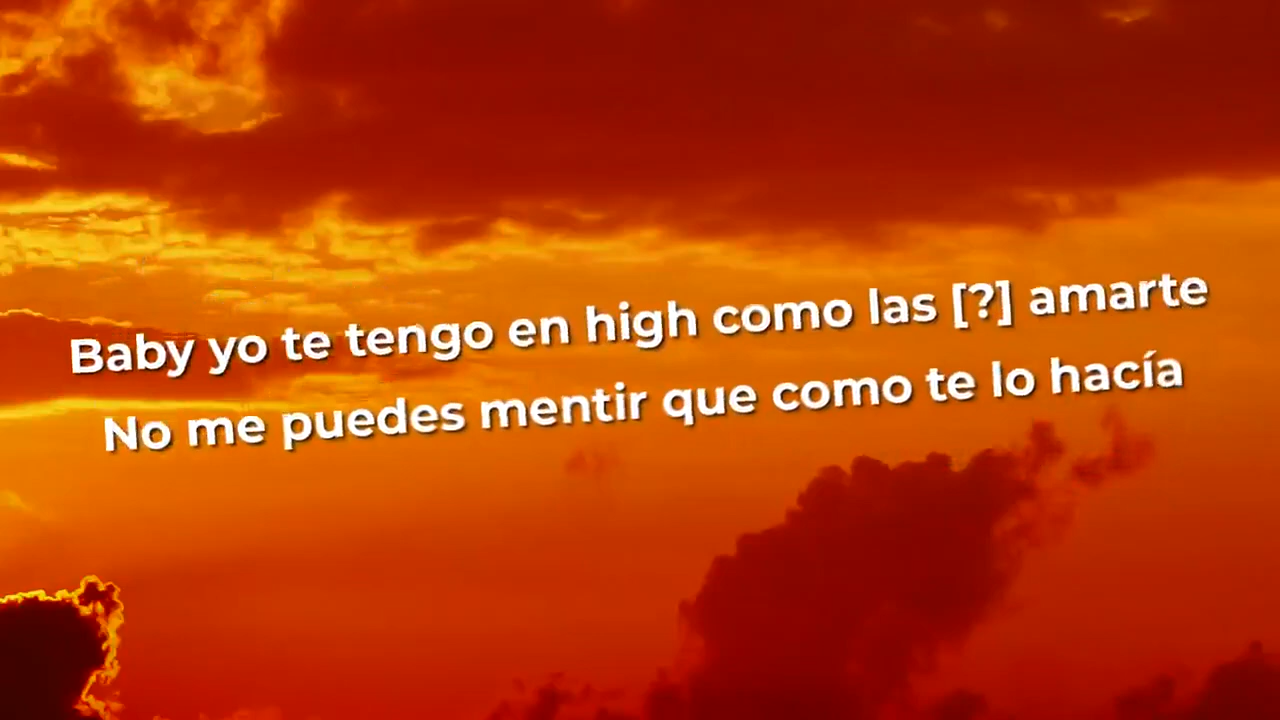 Baby yo te tengo en high como las [?] amarte
No me puedes mentir que como te lo hacía